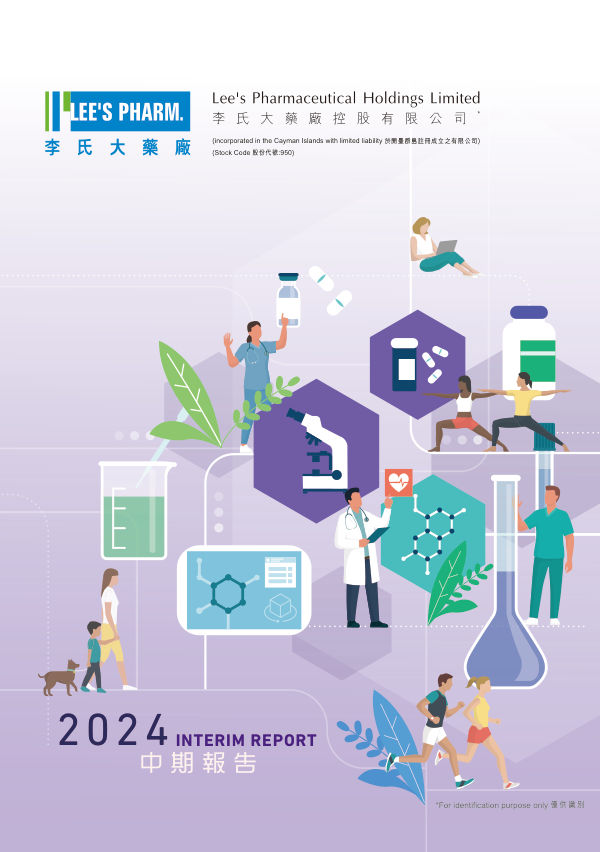 LEE'S PHARM.
李氏大藥廠
Lee's Pharmaceutical Holdings Limited
李氏大藥廠控股有限公司*
(incorporated in the Cayman Islands with limited liability 於開曼群島註冊成立之有限公司)
(Stock Code 股份代號:950)
2024 INTERIM REPORT
中期報告
*For identification purpose only 僅供識別